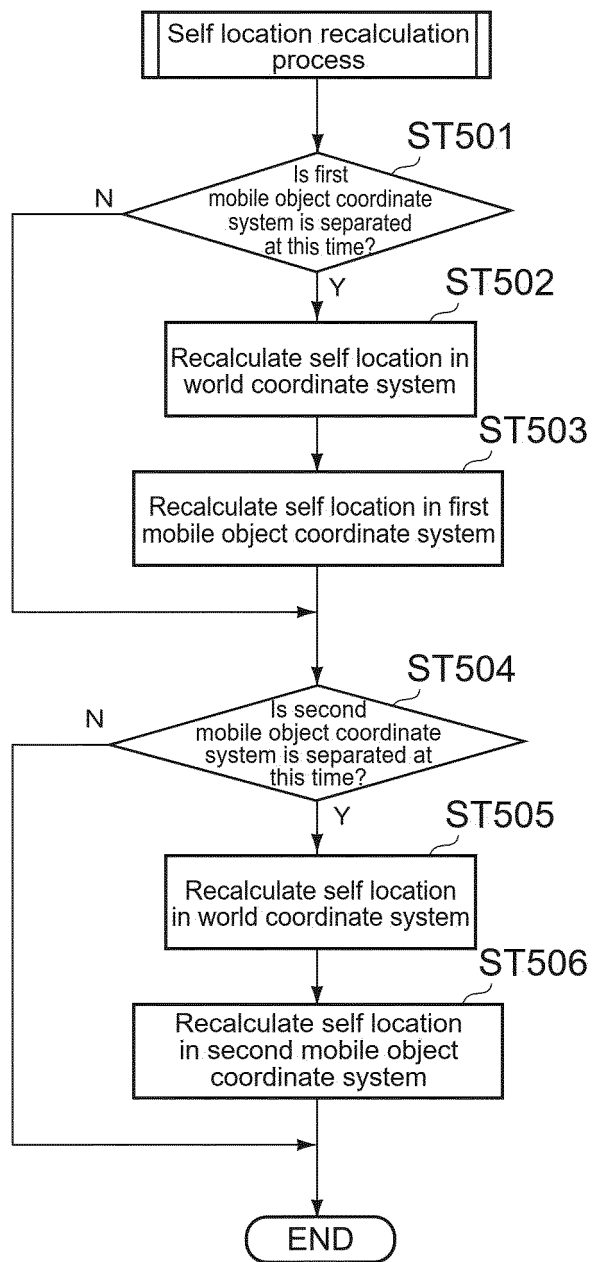 Self location recalculation
process
ST501
Is first
mobile object coordinate
system is separated
at this time?
N
Y
ST502
Recalculate self location in
world coordinate system
ST503
Recalculate self location in first
mobile object coordinate system
ST504
Is second
mobile object coordinate
system is separated at
this time?
N
Y
ST505
Recalculate self location
in world coordinate system
ST506
Recalculate self location
in second mobile object
coordinate system
END